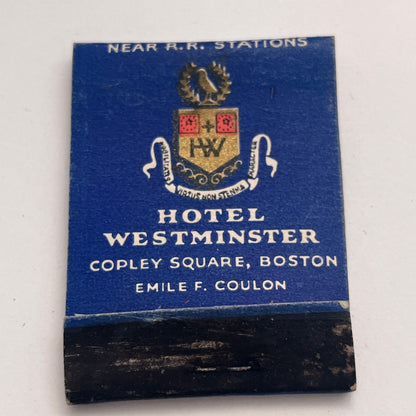 NEAR R.R. STATIONS
HW
VIRTUS NON STEMMA
HOTEL
WESTMINSTER
COPLEY SQUARE, BOSTON
EMILE F. COULON